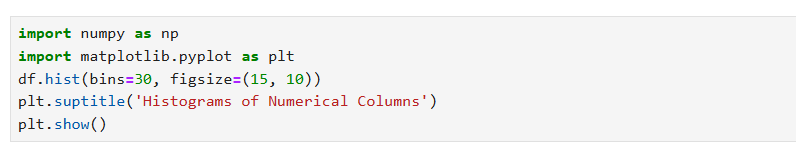 import numpy as np
import matplotlib.pyplot as plt
df.hist(bins=30, figsize=(15, 10))
plt.suptitle('Histograms of Numerical Columns')
plt.show()